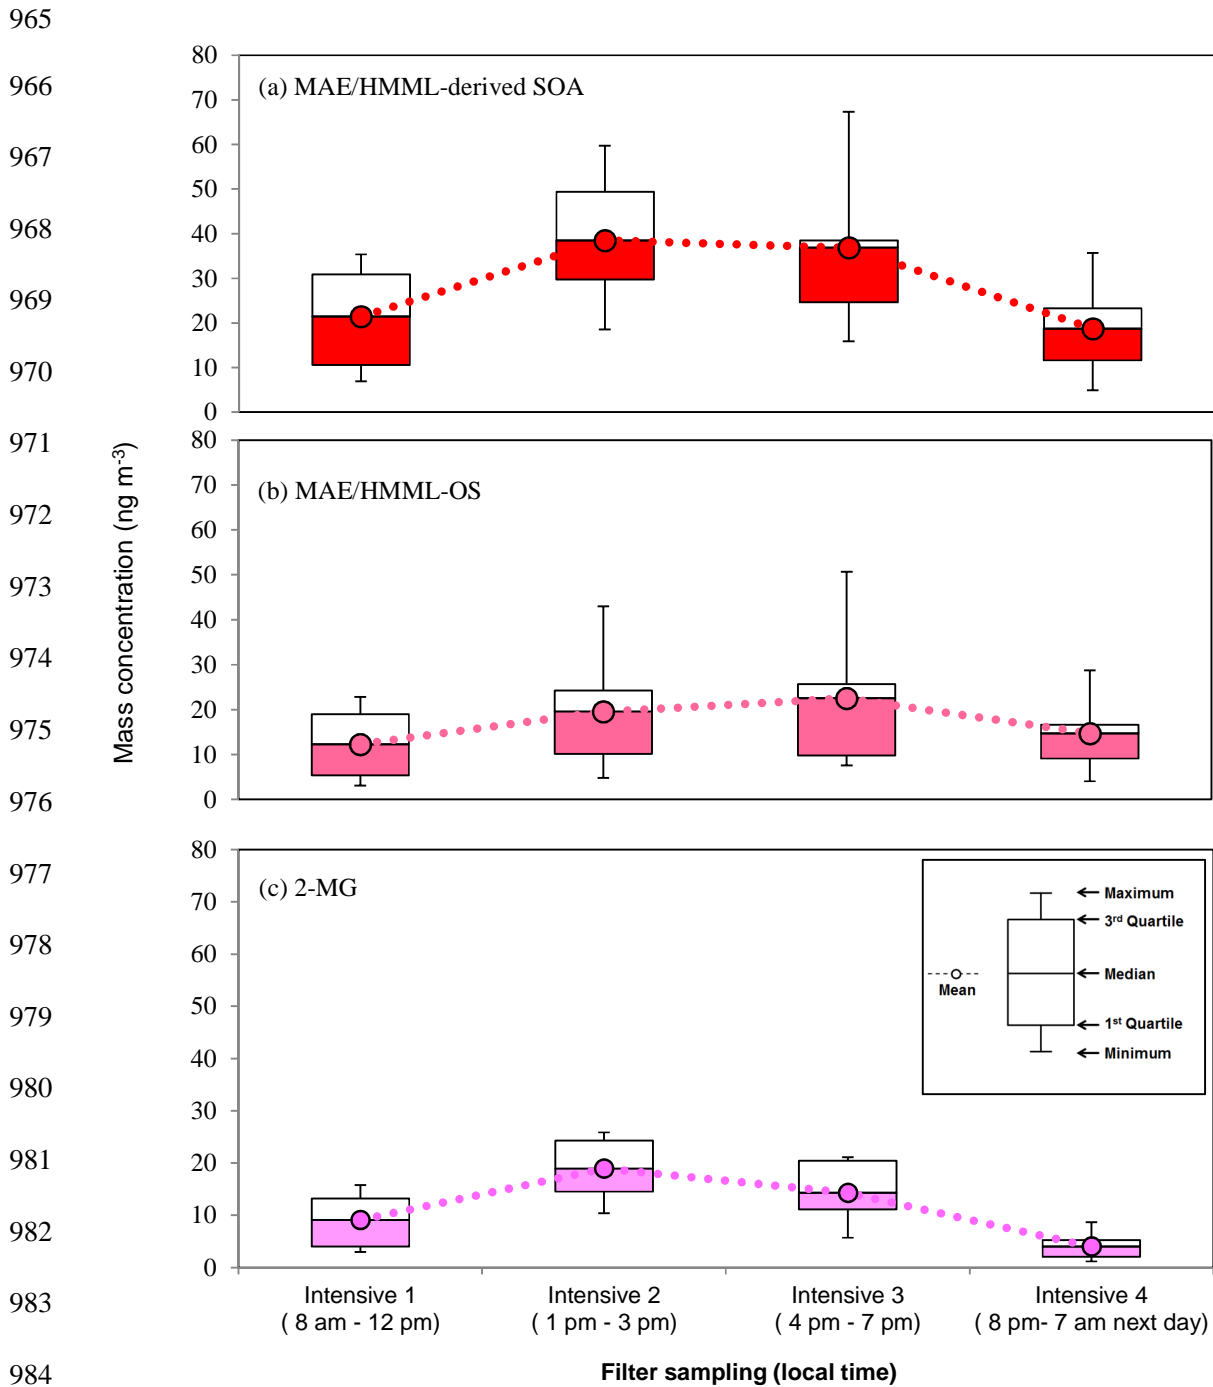 965
80
966
(a) MAE/HMML-derived SOA
70
967
60
50
968
40
969
30
20
970
10
0
971
80
70
972
(b) MAE/HMML-OS
60
973
50
40
974
30
975
20
10
976
0
Mass concentration (ng m-3)
977
80
(c) 2-MG
70
978
60
50
979
40
980
30
981
20
982
10
0
Maximum
3rd Quartile
Median
Mean
1st Quartile
Minimum
983
Intensive 1
( 8 am - 12 pm)
Intensive 2
( 1 pm - 3 pm)
Intensive 3
( 4 pm - 7 pm)
Intensive 4
( 8 pm- 7 am next day)
984
Filter sampling (local time)